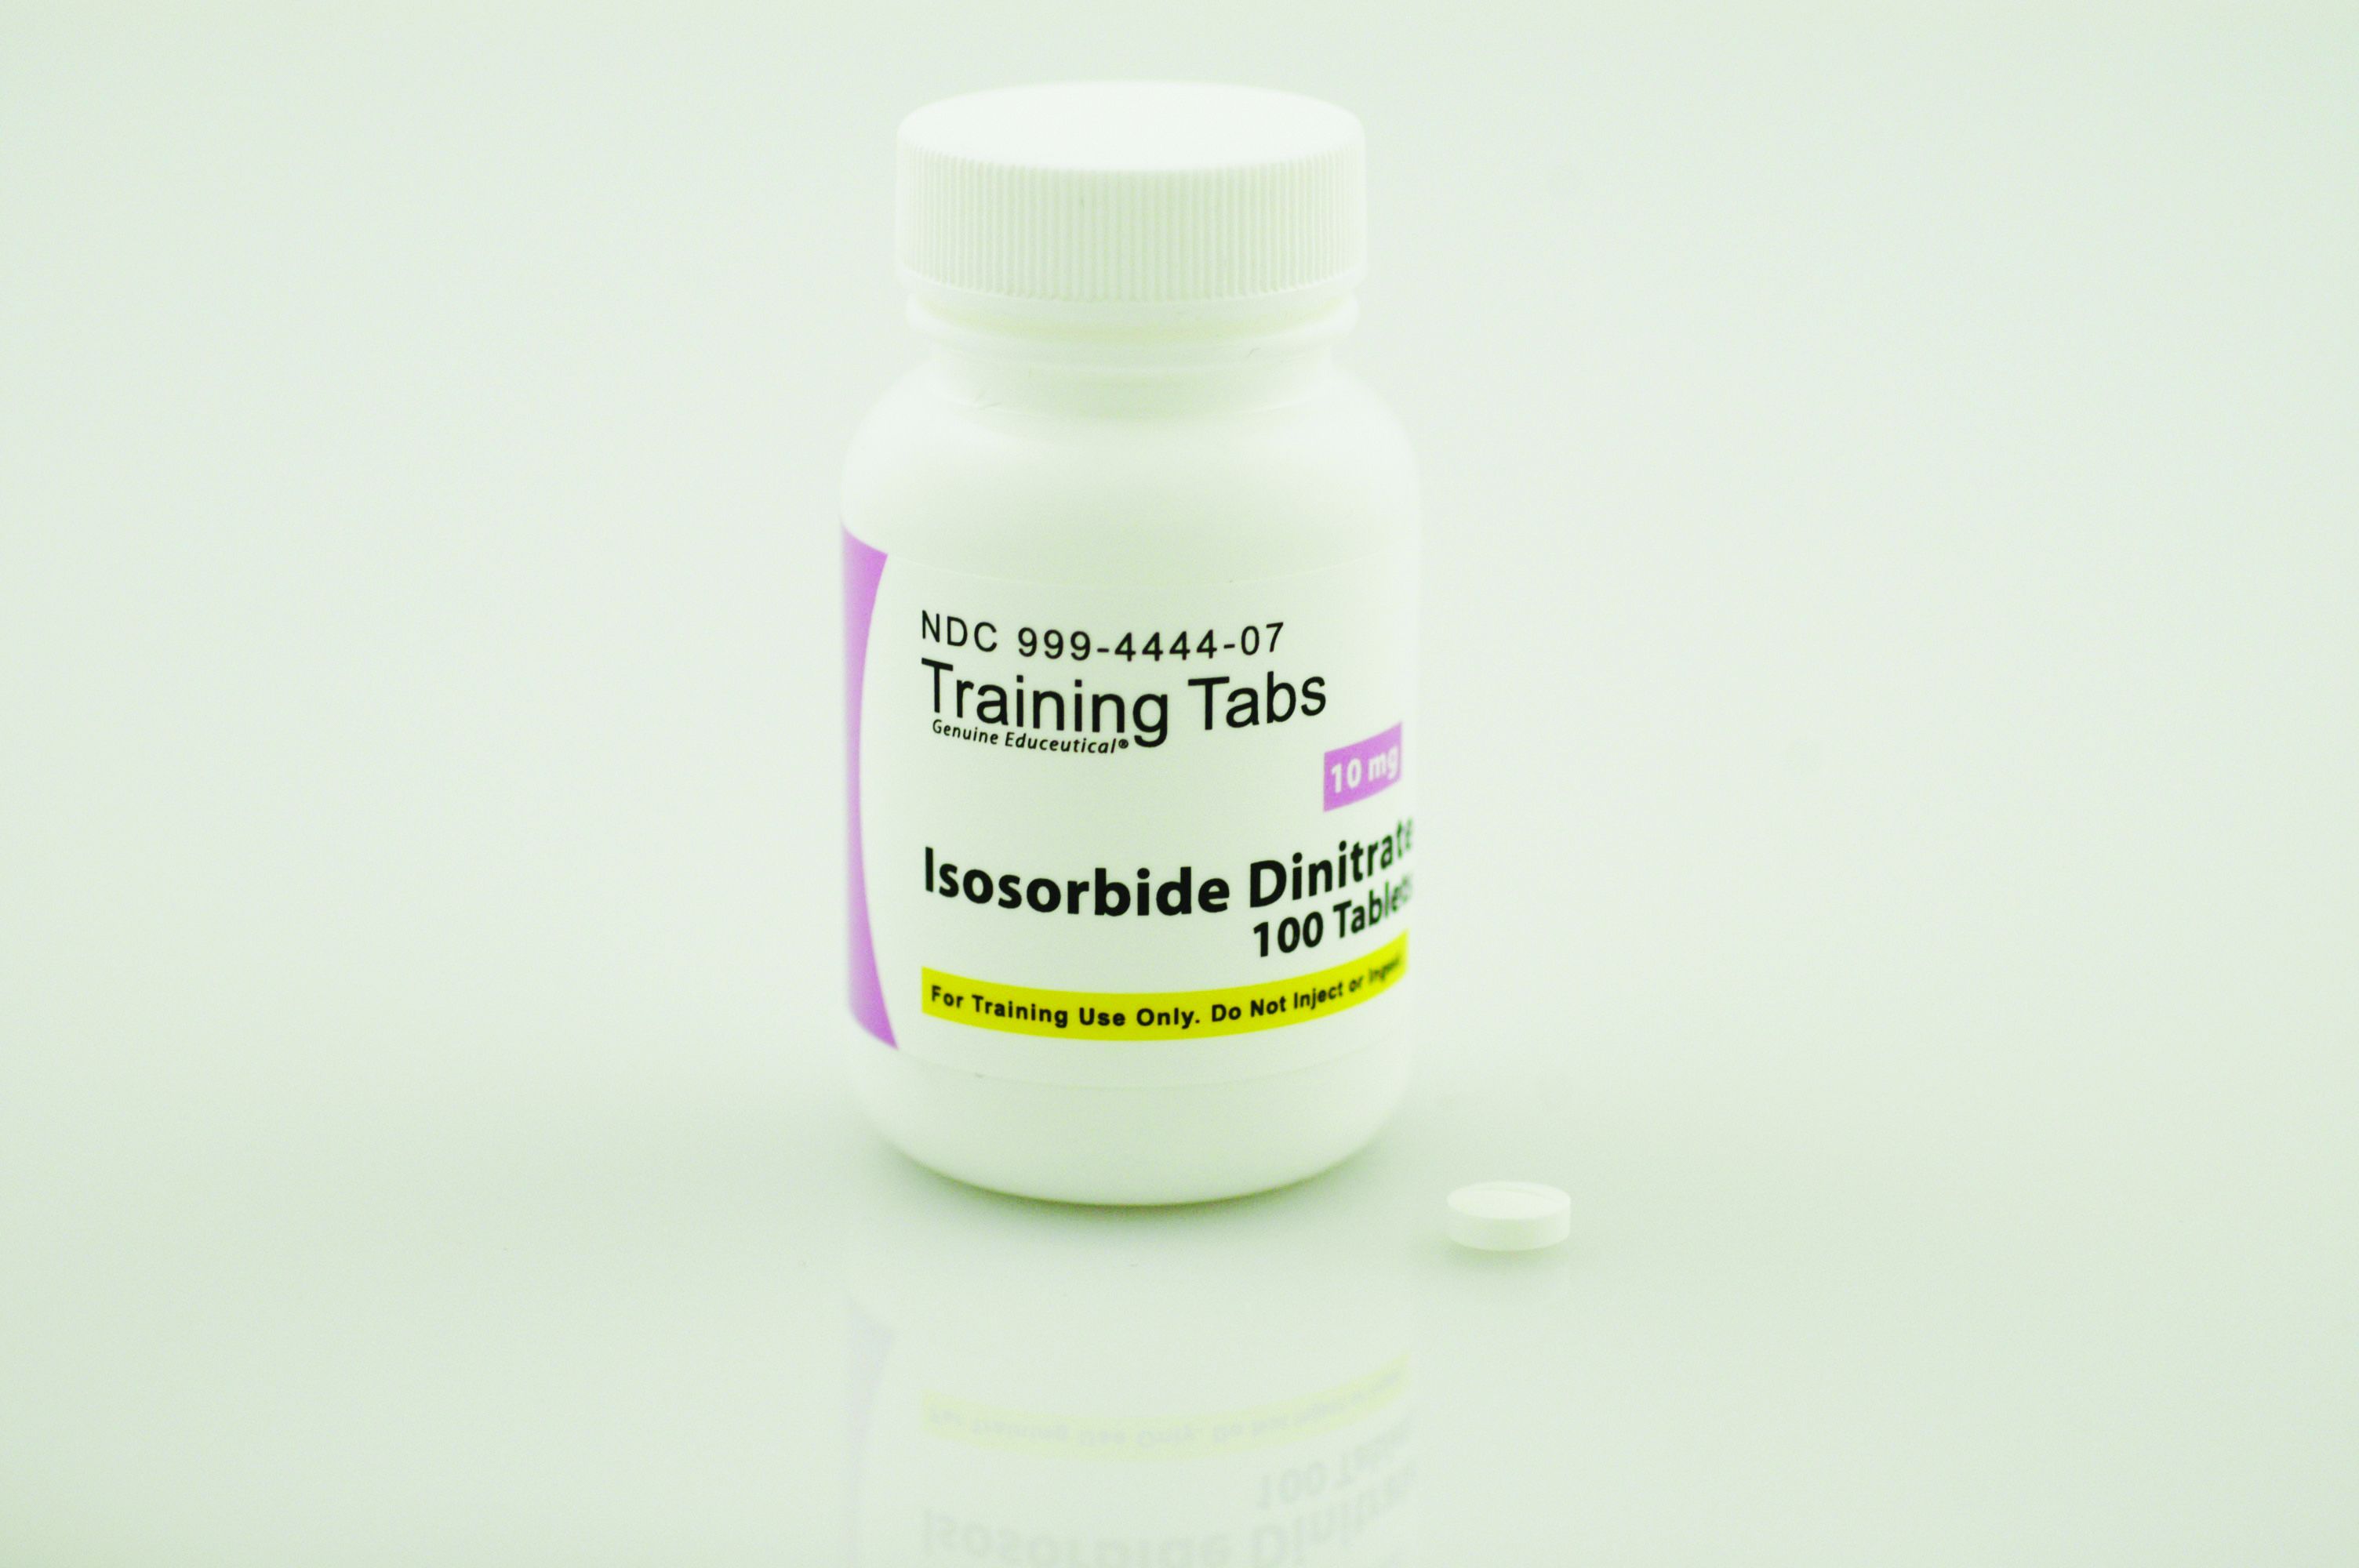 NDC 999-4444-07
Training Tabs
Genuine Educeutical®
10 mg
Isosorbide Dinitrate
100 Tablets
For Training Use Only. Do Not Inject or Ingest